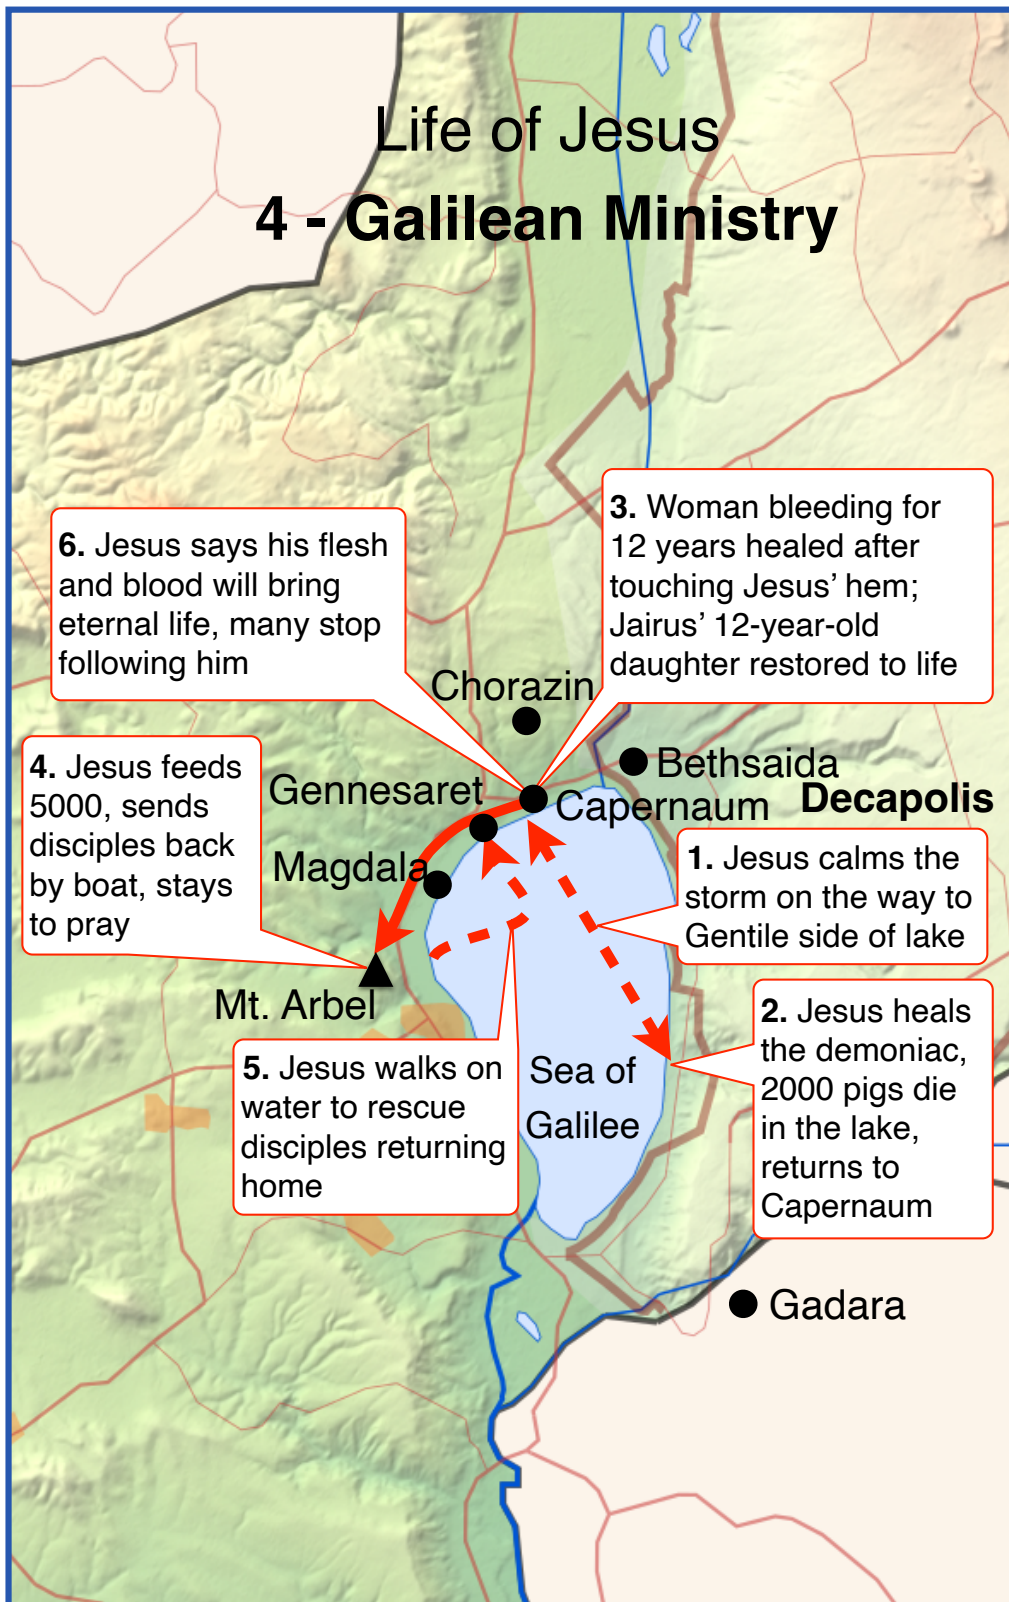 Life of Jesus
4 - Galilean Ministry
3. Woman bleeding for
12 years healed after
touching Jesus’ hem;
Jairus’ 12-year-old
daughter restored to life
6. Jesus says his flesh
and blood will bring
eternal life, many stop
following him
Chorazin
4. Jesus feeds
5000, sends
disciples back
by boat, stays
to pray
Bethsaida
Gennesaret
Capernaum
Decapolis
Magdala
1. Jesus calms the
storm on the way to
Gentile side of lake
Mt. Arbel
2. Jesus heals
the demoniac,
2000 pigs die
in the lake,
returns to
Capernaum
5. Jesus walks on
water to rescue
disciples returning
home
Sea of
Galilee
Gadara